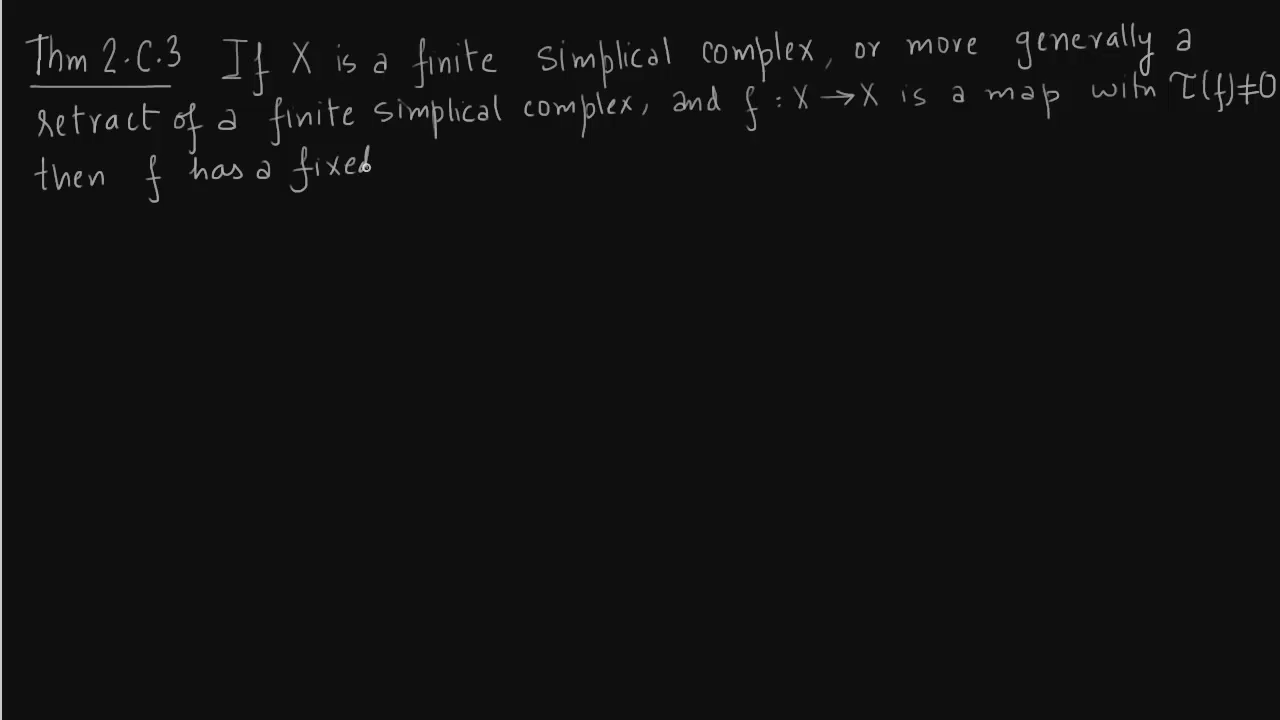 Thm 2.C.3 If X is a finite simplical complex, or more generally a
retract of a finite simplical complex, and f : X → X is a map with τ(f)≠0
then f has a fixed